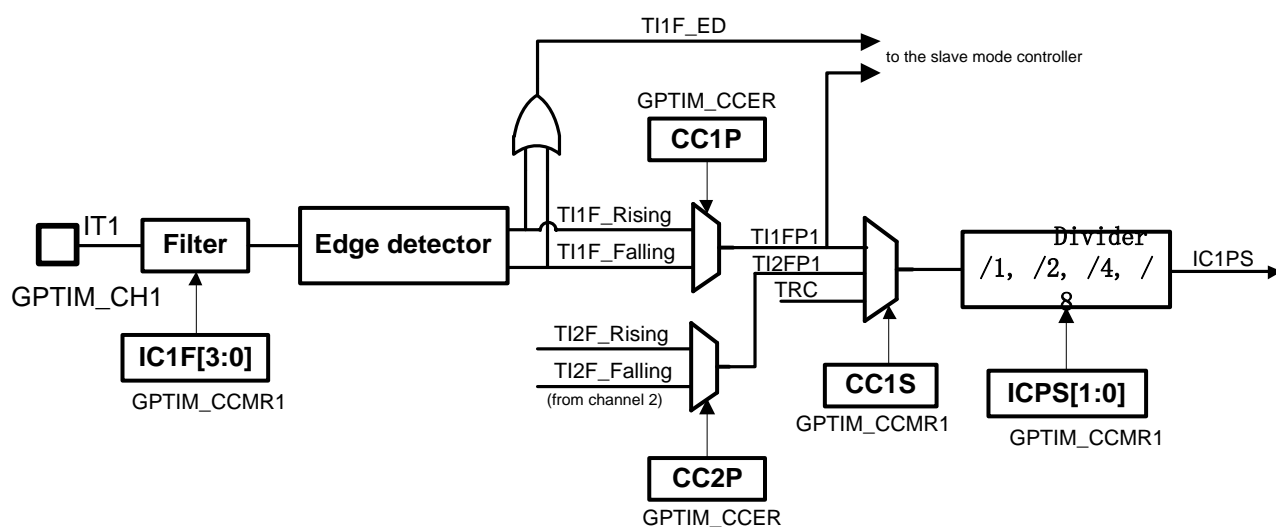 TI1F_ED
to the slave mode controller
GPTIM_CCER
CC1P
IT1
Filter
Edge detector
TI1F_Rising
TI1F_Falling
GPTIM_CH1
TI1FP1
TI2FP1
TRC
Divider
/1, /2, /4, /
8
IC1PS
IC1F[3:0]
GPTIM_CCMR1
TI2F_Rising
TI2F_Falling
(from channel 2)
CC1S
GPTIM_CCMR1
ICPS[1:0]
GPTIM_CCMR1
CC2P
GPTIM_CCER